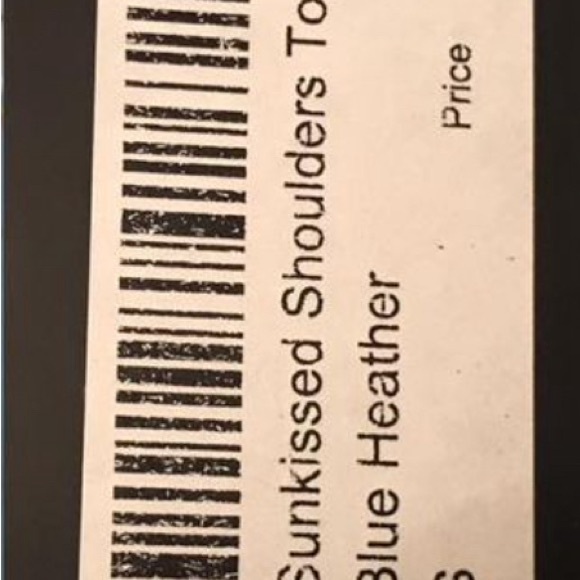 Sunkissed Shoulders To
Blue Heather
S
Price